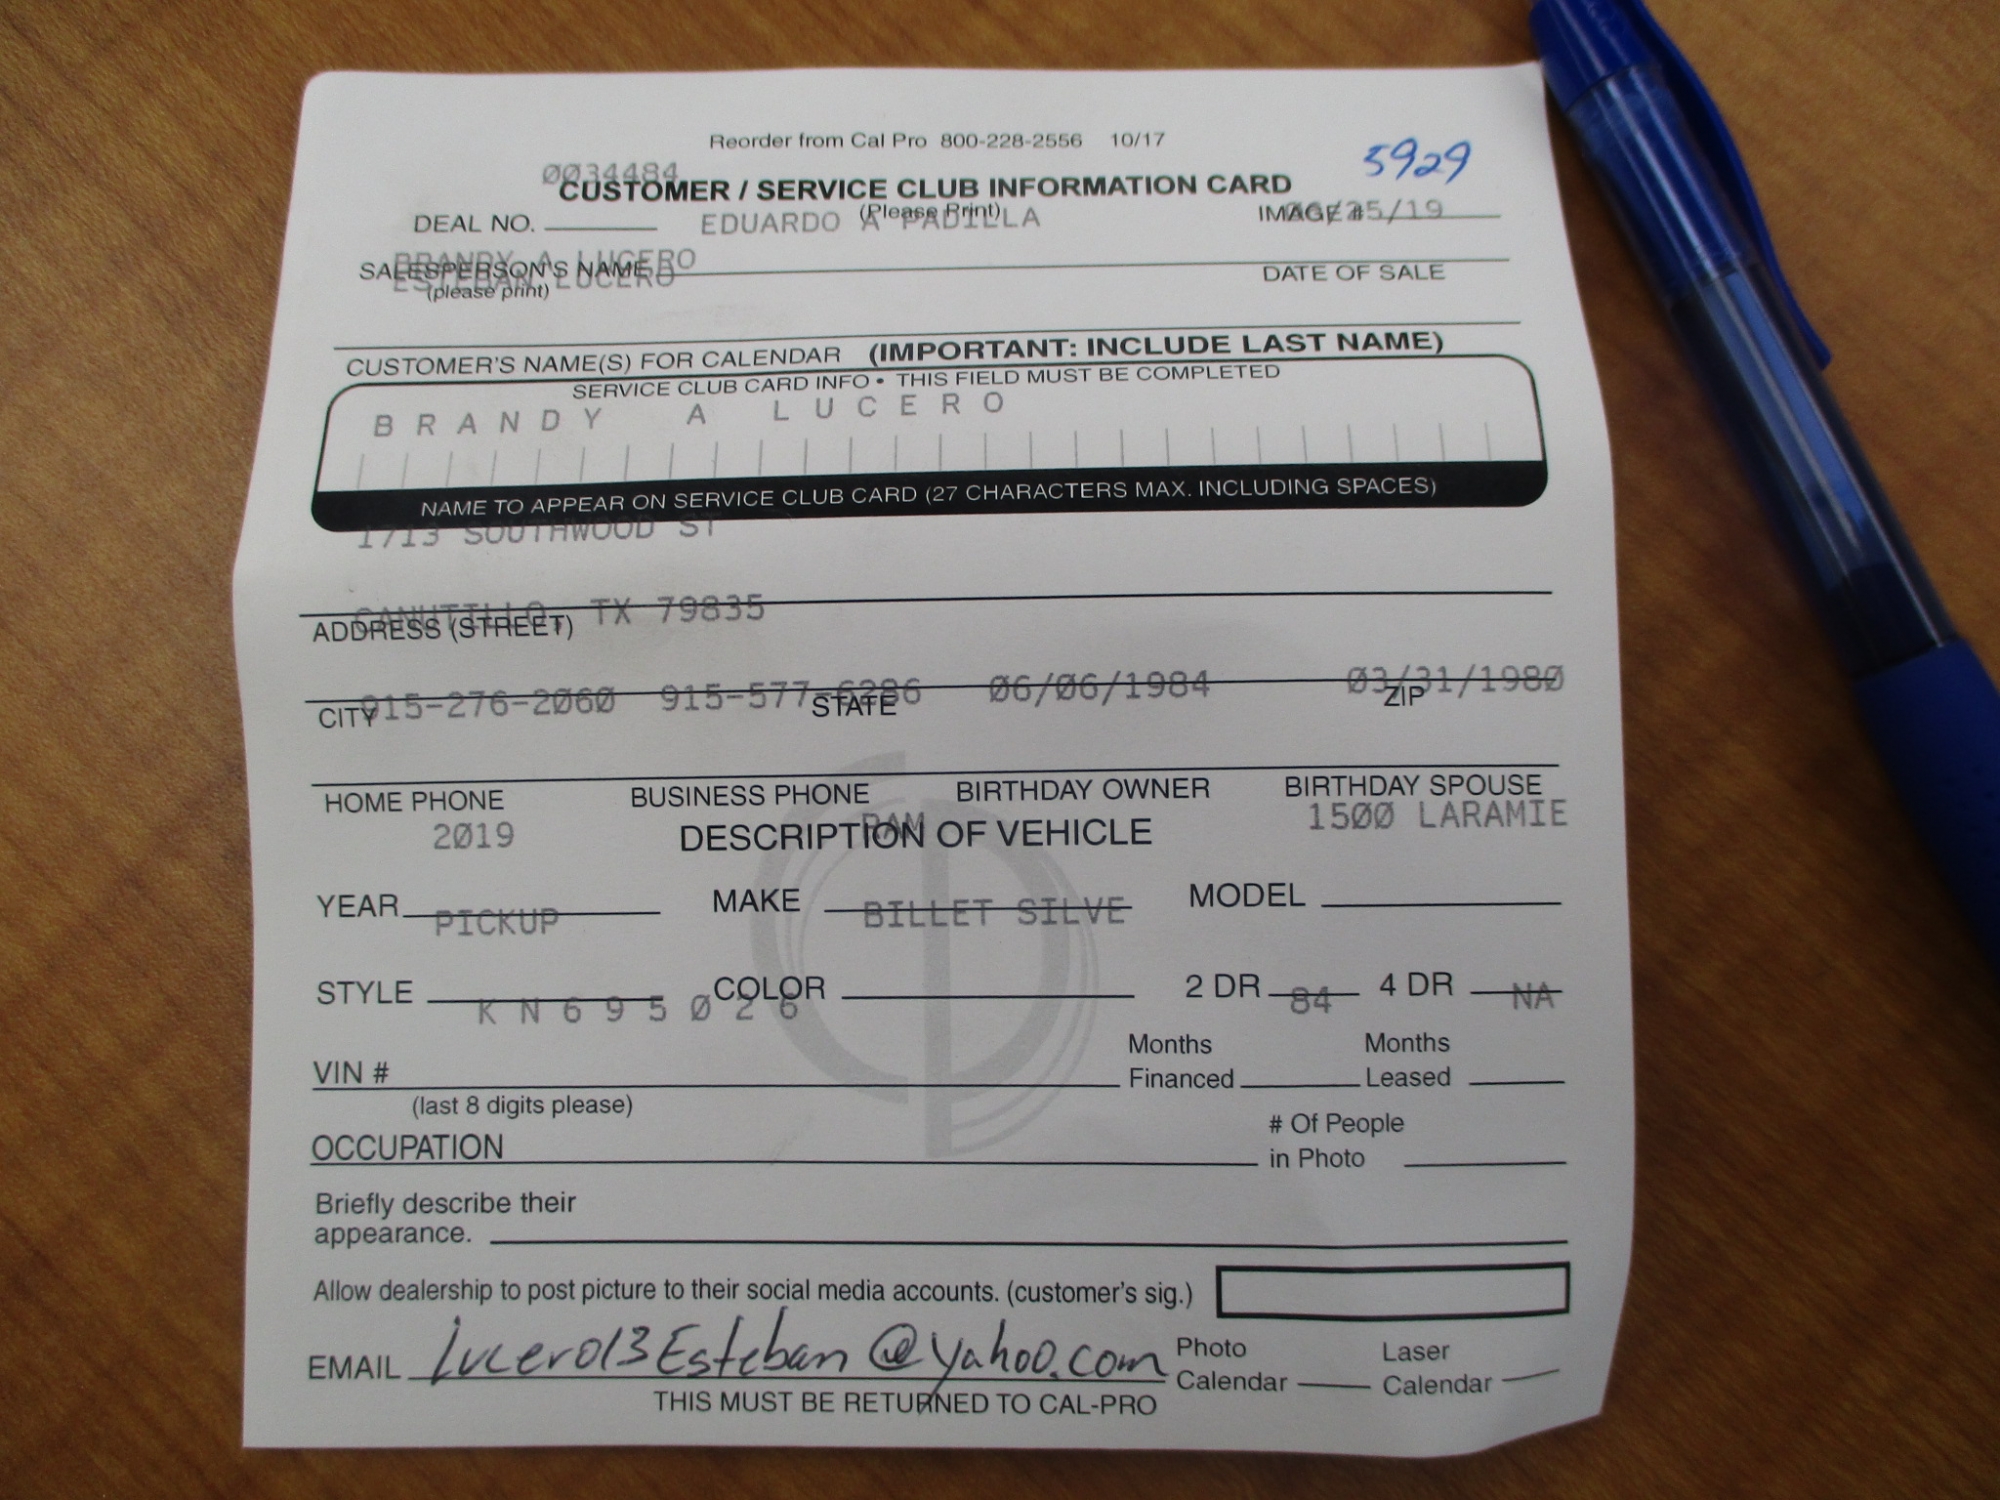 Reorder from Cal Pro 800-228-2556 10/17
5929
0034484
CUSTOMER / SERVICE CLUB INFORMATION CARD
(Please Print)
DEAL NO. EDUARDO A PADILLA IMAGE # /25/19
BRANDY A LUCERO
SALESPERSON'S NAME DATE OF SALE
ESTEBAN LUCERO
(please print)
CUSTOMER'S NAME(S) FOR CALENDAR (IMPORTANT: INCLUDE LAST NAME)
SERVICE CLUB CARD INFO • THIS FIELD MUST BE COMPLETED
BRANDY A LUCERO
NAME TO APPEAR ON SERVICE CLUB CARD (27 CHARACTERS MAX. INCLUDING SPACES)
1713 SOUTHWOOD ST
CANUTILLO, TX 79835
ADDRESS (STREET)
915-276-2060 915-577-6286 06/06/1984 03/31/1980
CITY STATE ZIP
HOME PHONE BUSINESS PHONE BIRTHDAY OWNER BIRTHDAY SPOUSE
2019 RAM 1500 LARAMIE
DESCRIPTION OF VEHICLE
YEAR MAKE MODEL
PICKUP BILLET SILVE
STYLE COLOR 2 DR 4 DR
KN695026 84 NA
VIN # Months Financed Months Leased
(last 8 digits please)
OCCUPATION # Of People in Photo
Briefly describe their
appearance.
Allow dealership to post picture to their social media accounts. (customer's sig.)
EMAIL lucero13Esteban@yahoo.com Photo Calendar Laser Calendar
THIS MUST BE RETURNED TO CAL-PRO